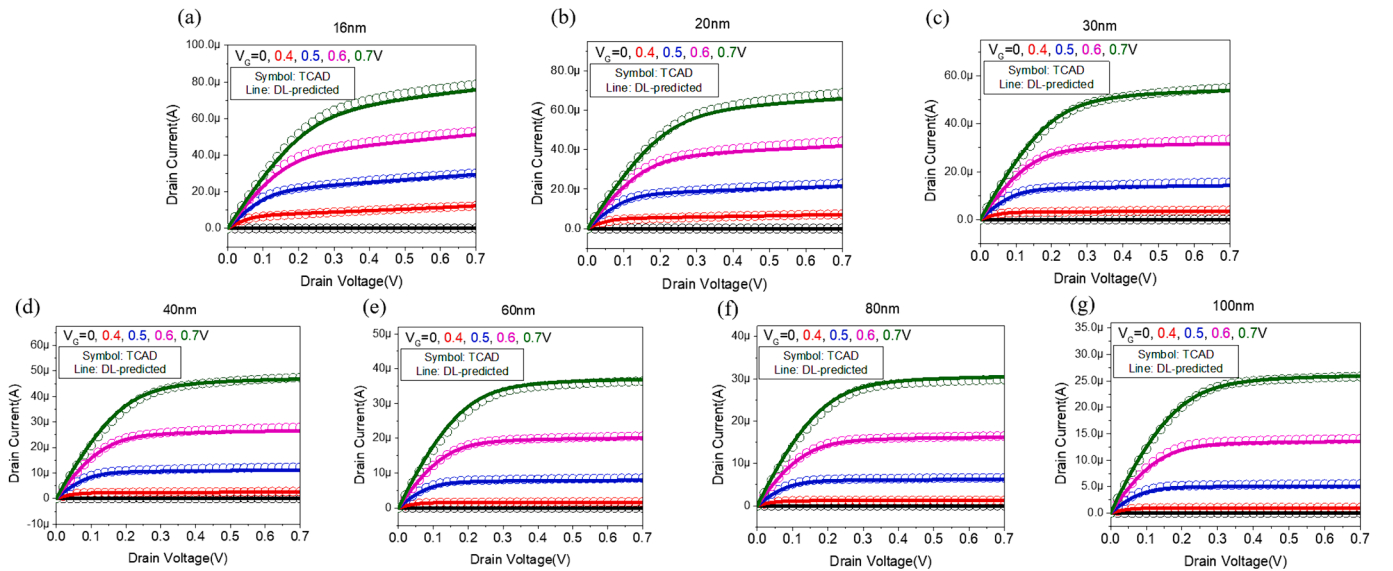 (a)
16nm
100.0µ
80.0µ
60.0µ
40.0µ
20.0µ
0.0
Drain Current(A)
V_G=0, 0.4, 0.5, 0.6, 0.7V
Symbol: TCAD
Line: DL-predicted
0.0 0.1 0.2 0.3 0.4 0.5 0.6 0.7
Drain Voltage(V)
(b)
20nm
80.0µ
60.0µ
40.0µ
20.0µ
0.0
Drain Current(A)
V_G=0, 0.4, 0.5, 0.6, 0.7V
Symbol: TCAD
Line: DL-predicted
0.0 0.1 0.2 0.3 0.4 0.5 0.6 0.7
Drain Voltage(V)
(c)
30nm
60.0µ
40.0µ
20.0µ
0.0
Drain Current(A)
V_G=0, 0.4, 0.5, 0.6, 0.7V
Symbol: TCAD
Line: DL-predicted
0.0 0.1 0.2 0.3 0.4 0.5 0.6 0.7
Drain Voltage(V)
(d)
40nm
60µ
50µ
40µ
30µ
20µ
10µ
0
-10µ
Drain Current(A)
V_G=0, 0.4, 0.5, 0.6, 0.7V
Symbol: TCAD
Line: DL-predicted
0.0 0.1 0.2 0.3 0.4 0.5 0.6 0.7
Drain Voltage(V)
(e)
60nm
50µ
40µ
30µ
20µ
10µ
0
Drain Current(A)
V_G=0, 0.4, 0.5, 0.6, 0.7V
Symbol: TCAD
Line: DL-predicted
0.0 0.1 0.2 0.3 0.4 0.5 0.6 0.7
Drain Voltage(V)
(f)
80nm
40µ
30µ
20µ
10µ
0
Drain Current(A)
V_G=0, 0.4, 0.5, 0.6, 0.7V
Symbol: TCAD
Line: DL-predicted
0.0 0.1 0.2 0.3 0.4 0.5 0.6 0.7
Drain Voltage(V)
(g)
100nm
35.0µ
30.0µ
25.0µ
20.0µ
15.0µ
10.0µ
5.0µ
0.0
Drain Current(A)
V_G=0, 0.4, 0.5, 0.6, 0.7V
Symbol: TCAD
Line: DL-predicted
0.0 0.1 0.2 0.3 0.4 0.5 0.6 0.7
Drain Voltage(V)